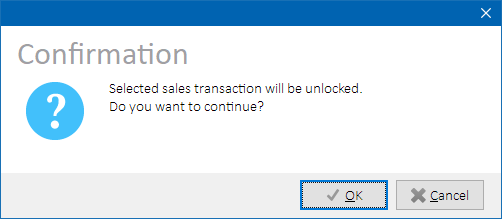 Confirmation
Selected sales transaction will be unlocked.
Do you want to continue?
OK
Cancel